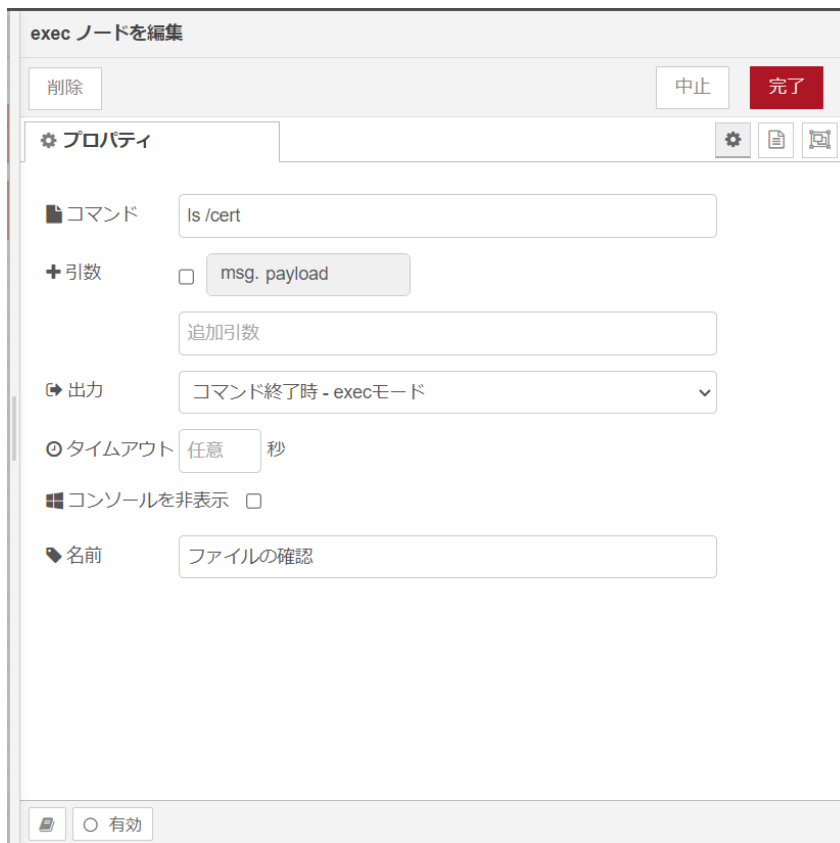 exec ノードを編集
削除
中止
完了
プロパティ
コマンド
ls /cert
引数
msg. payload
追加引数
出力
コマンド終了時 - execモード
タイムアウト
任意
秒
コンソールを非表示
名前
ファイルの確認
有効